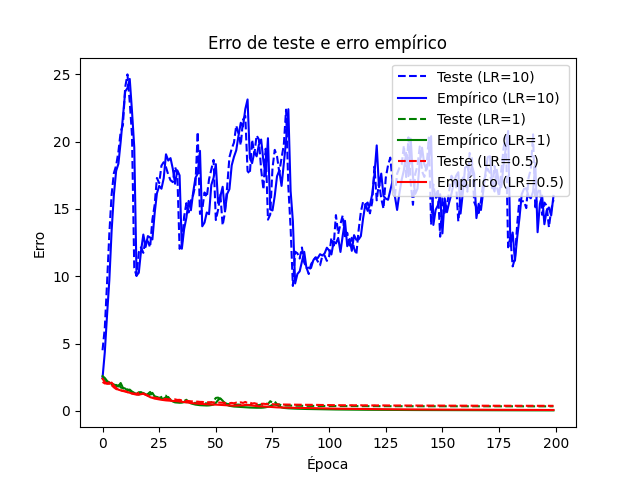 Erro de teste e erro empírico
25
20
15
10
5
0
Erro
0
25
50
75
100
125
150
175
200
Época
Teste (LR=10)
Empírico (LR=10)
Teste (LR=1)
Empírico (LR=1)
Teste (LR=0.5)
Empírico (LR=0.5)